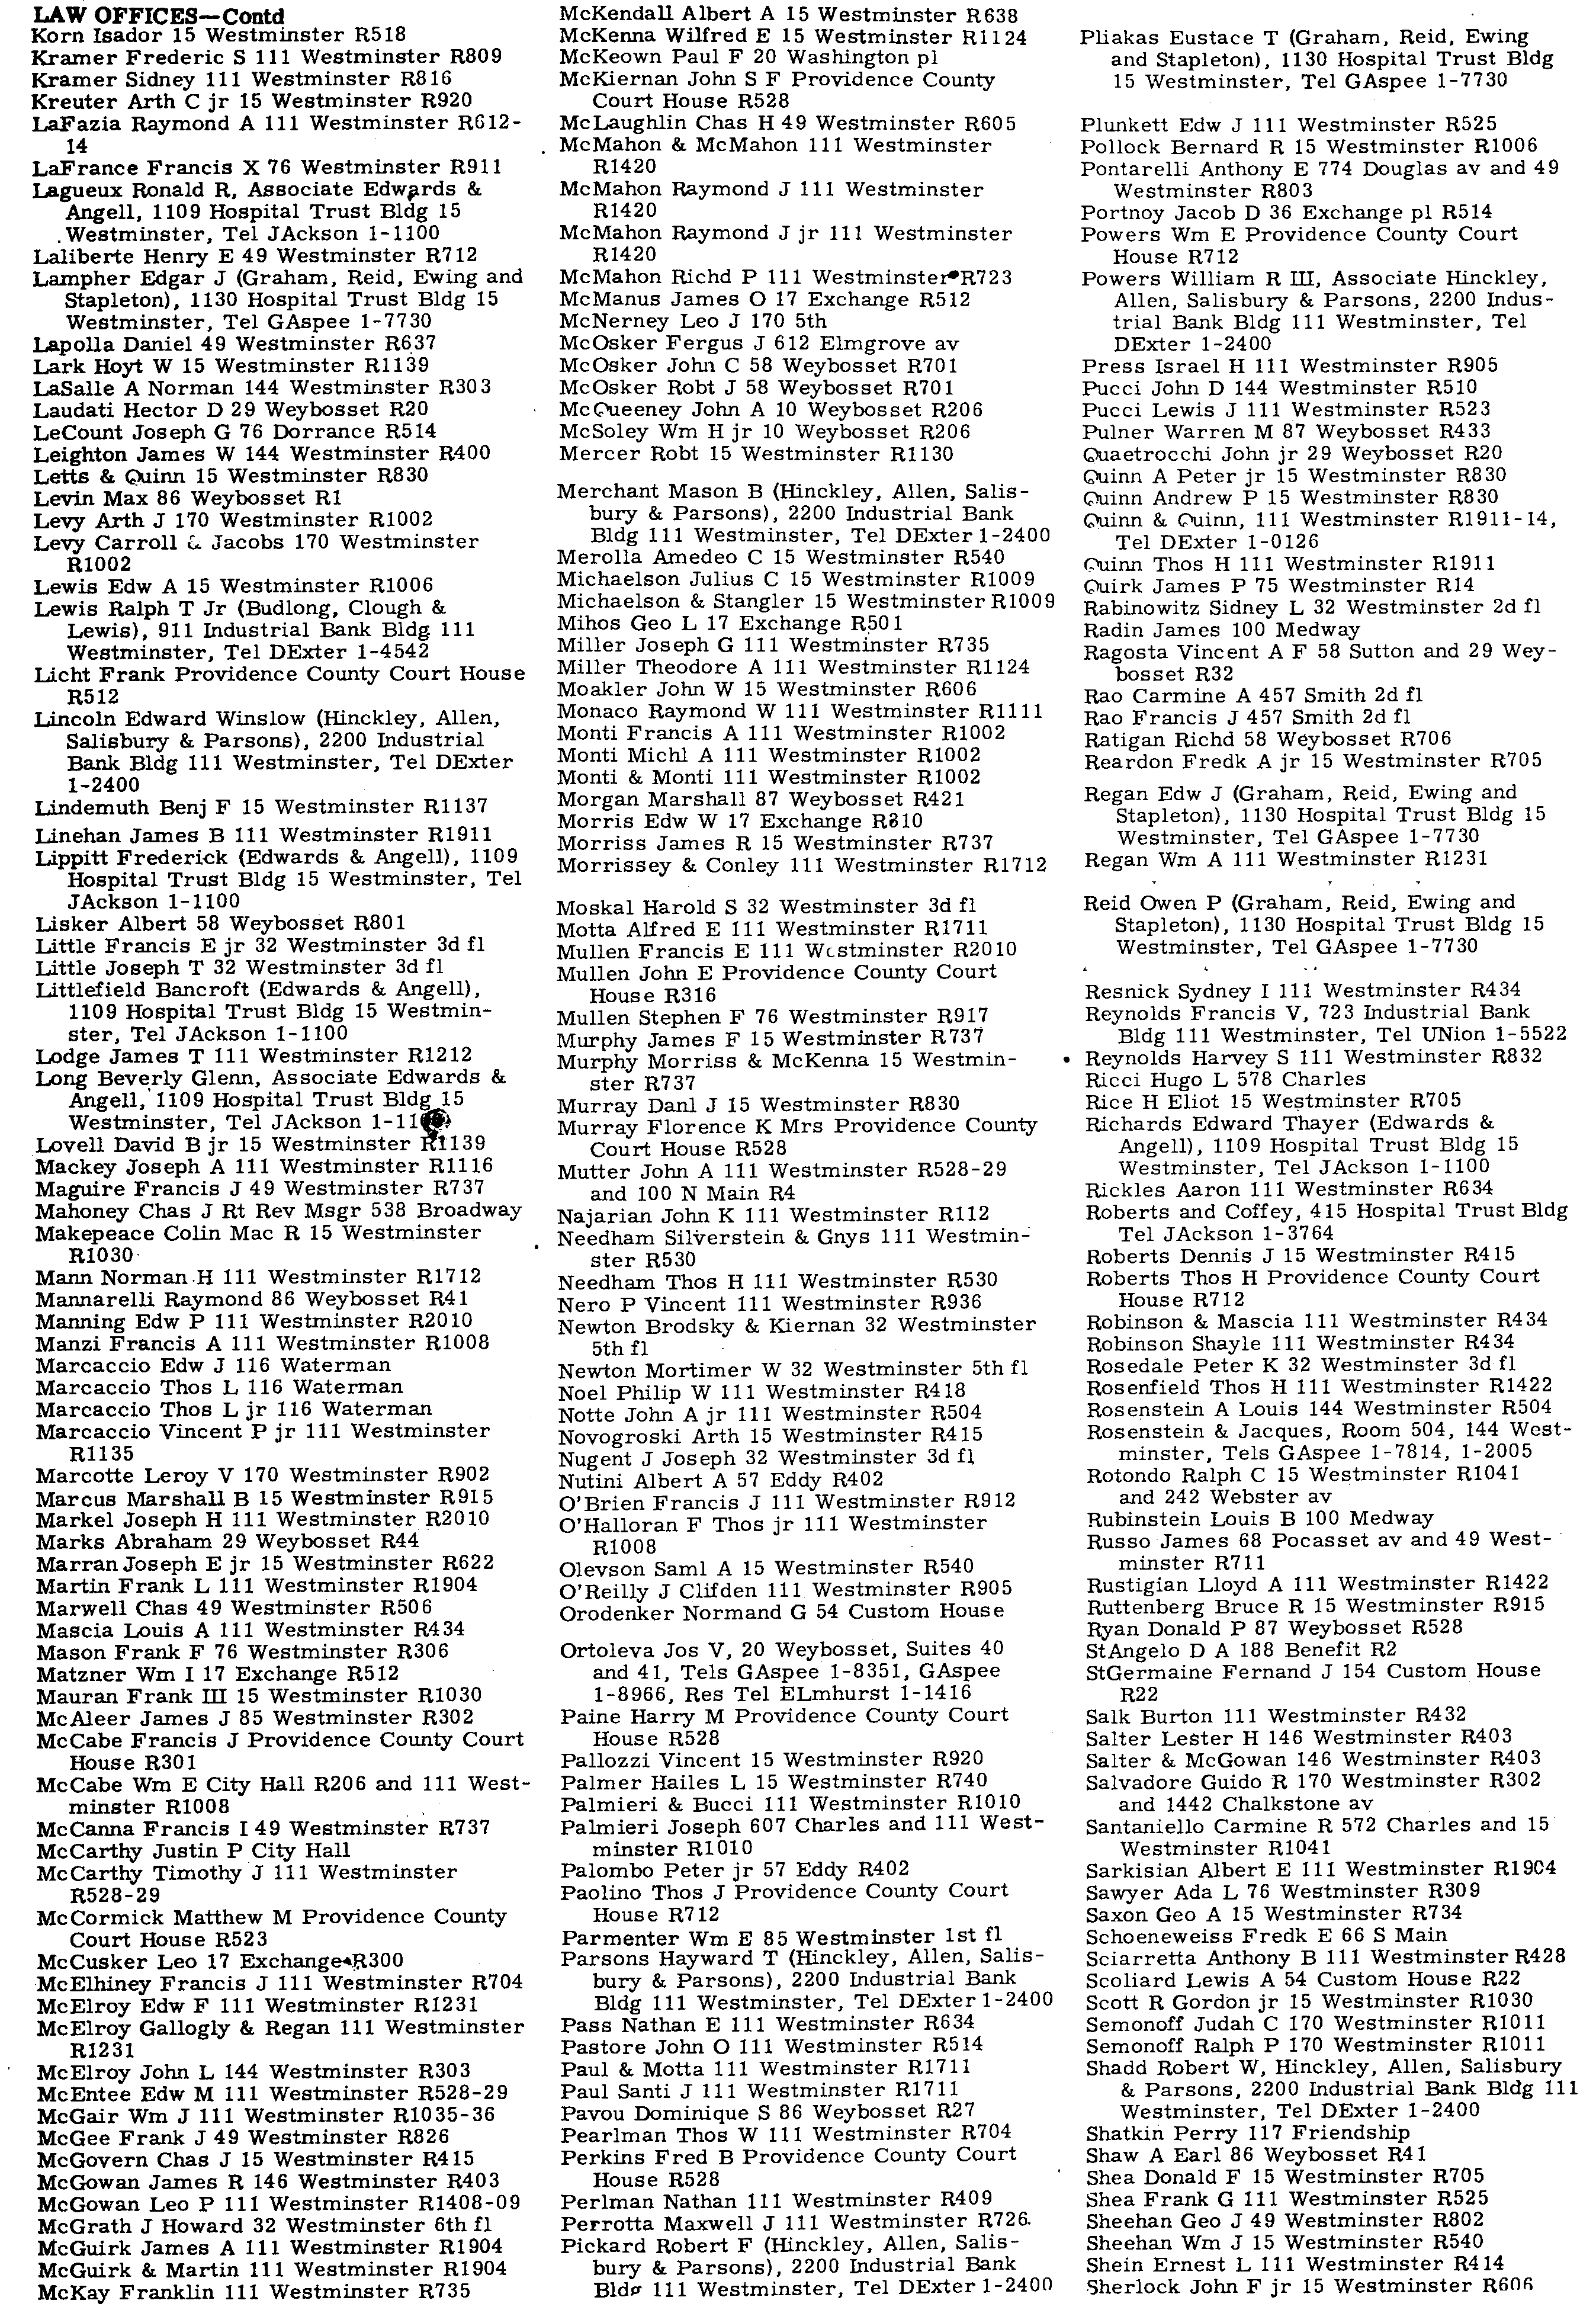 LAW OFFICES—Contd
Korn Isador 15 Westminster R518
Kramer Frederic S 111 Westminster R809
Kramer Sidney 111 Westminster R816
Kreuter Arth C jr 15 Westminster R920
LaFazia Raymond A 111 Westminster R612-
14
LaFrance Francis X 76 Westminster R911
Lagueux Ronald R, Associate Edwards &
Angell, 1109 Hospital Trust Bldg 15
Westminster, Tel JAckson 1-1100
Laliberte Henry E 49 Westminster R712
Lampher Edgar J (Graham, Reid, Ewing and
Stapleton), 1130 Hospital Trust Bldg 15
Westminster, Tel GAspee 1-7730
Lapolla Daniel 49 Westminster R637
Lark Hoyt W 15 Westminster R1139
LaSalle A Norman 144 Westminster R303
Laudati Hector D 29 Weybosset R20
LeCount Joseph G 76 Dorrance R514
Leighton James W 144 Westminster R400
Letts & Quinn 15 Westminster R830
Levin Max 86 Weybosset R1
Levy Arth J 170 Westminster R1002
Levy Carroll & Jacobs 170 Westminster
R1002
Lewis Edw A 15 Westminster R1006
Lewis Ralph T Jr (Budlong, Clough &
Lewis), 911 Industrial Bank Bldg 111
Westminster, Tel DExter 1-4542
Licht Frank Providence County Court House
R512
Lincoln Edward Winslow (Hinckley, Allen,
Salisbury & Parsons), 2200 Industrial
Bank Bldg 111 Westminster, Tel DExter
1-2400
Lindemuth Benj F 15 Westminster R1137
Linehan James B 111 Westminster R1911
Lippitt Frederick (Edwards & Angell), 1109
Hospital Trust Bldg 15 Westminster, Tel
JAckson 1-1100
Lisker Albert 58 Weybosset R801
Little Francis E jr 32 Westminster 3d fl
Little Joseph T 32 Westminster 3d fl
Littlefield Bancroft (Edwards & Angell),
1109 Hospital Trust Bldg 15 Westmin-
ster, Tel JAckson 1-1100
Lodge James T 111 Westminster R1212
Long Beverly Glenn, Associate Edwards &
Angell, 1109 Hospital Trust Bldg 15
Westminster, Tel JAckson
Lovell David B jr 15 Westminster R1139
Mackey Joseph A 111 Westminster R1116
Maguire Francis J 49 Westminster R737
Mahoney Chas J Rt Rev Msgr 538 Broadway
Makepeace Colin Mac R 15 Westminster
R1030
Mann Norman H 111 Westminster R1712
Mannarelli Raymond 86 Weybosset R41
Manning Edw P 111 Westminster R2010
Manzi Francis A 111 Westminster R1008
Marcaccio Edw J 116 Waterman
Marcaccio Thos L 116 Waterman
Marcaccio Thos L jr 116 Waterman
Marcaccio Vincent P jr 111 Westminster
R1135
Marcotte Leroy V 170 Westminster R902
Marcus Marshall B 15 Westminster R915
Markel Joseph H 111 Westminster R2010
Marks Abraham 29 Weybosset R44
Marran Joseph E jr 15 Westminster R622
Martin Frank L 111 Westminster R1904
Marwell Chas 49 Westminster R506
Mascia Louis A 111 Westminster R434
Mason Frank F 76 Westminster R306
Matzner Wm I 17 Exchange R512
Mauran Frank III 15 Westminster R1030
McAleer James J 85 Westminster R302
McCabe Francis J Providence County Court
House R301
McCabe Wm E City Hall R206 and 111 West-
minster R1008
McCanna Francis I 49 Westminster R737
McCarthy Justin P City Hall
McCarthy Timothy J 111 Westminster
R528-29
McCormick Matthew M Providence County
Court House R523
McCusker Leo 17 Exchange R300
McElhiney Francis J 111 Westminster R704
McElroy Edw F 111 Westminster R1231
McElroy Gallogly & Regan 111 Westminster
R1231
McElroy John L 144 Westminster R303
McEntee Edw M 111 Westminster R528-29
McGair Wm J 111 Westminster R1035-36
McGee Frank J 49 Westminster R826
McGovern Chas J 15 Westminster R415
McGowan James R 146 Westminster R403
McGowan Leo P 111 Westminster R1408-09
McGrath J Howard 32 Westminster 6th fl
McGuirk James A 111 Westminster R1904
McGuirk & Martin 111 Westminster R1904
McKay Franklin 111 Westminster R735
McKendall Albert A 15 Westminster R638
McKenna Wilfred E 15 Westminster R1124
McKeown Paul F 20 Washington pl
McKiernan John S F Providence County
Court House R528
McLaughlin Chas H 49 Westminster R605
McMahon & McMahon 111 Westminster
R1420
McMahon Raymond J 111 Westminster
R1420
McMahon Raymond J jr 111 Westminster
R1420
McMahon Richd P 111 Westminster R723
McManus James O 17 Exchange R512
McNerney Leo J 170 5th
McOsker Fergus J 612 Elmgrove av
McOsker John C 58 Weybosset R701
McOsker Robt J 58 Weybosset R701
McQueeney John A 10 Weybosset R206
McSoley Wm H jr 10 Weybosset R206
Mercer Robt 15 Westminster R1130
Merchant Mason B (Hinckley, Allen, Salis-
bury & Parsons), 2200 Industrial Bank
Bldg 111 Westminster, Tel DExter 1-2400
Merolla Amedeo C 15 Westminster R540
Michaelson Julius C 15 Westminster R1009
Michaelson & Stangler 15 Westminster R1009
Mihos Geo L 17 Exchange R501
Miller Joseph G 111 Westminster R735
Miller Theodore A 111 Westminster R1124
Moakler John W 15 Westminster R606
Monaco Raymond W 111 Westminster R1111
Monti Francis A 111 Westminster R1002
Monti Michl A 111 Westminster R1002
Monti & Monti 111 Westminster R1002
Morgan Marshall 87 Weybosset R421
Morris Edw W 17 Exchange R810
Morriss James R 15 Westminster R737
Morrissey & Conley 111 Westminster R1712
Moskal Harold S 32 Westminster 3d fl
Motta Alfred E 111 Westminster R1711
Mullen Francis E 111 Westminster R2010
Mullen John E Providence County Court
House R316
Mullen Stephen F 76 Westminster R917
Murphy James F 15 Westminster R737
Murphy Morriss & McKenna 15 Westmin-
ster R737
Murray Danl J 15 Westminster R830
Murray Florence K Mrs Providence County
Court House R528
Mutter John A 111 Westminster R528-29
and 100 N Main R4
Najarian John K 111 Westminster R112
Needham Silverstein & Gnys 111 Westmin-
ster R530
Needham Thos H 111 Westminster R530
Nero P Vincent 111 Westminster R936
Newton Brodsky & Kiernan 32 Westminster
5th fl
Newton Mortimer W 32 Westminster 5th fl
Noel Philip W 111 Westminster R418
Notte John A jr 111 Westminster R504
Novogroski Arth 15 Westminster R415
Nugent J Joseph 32 Westminster 3d fl
Nutini Albert A 57 Eddy R402
O'Brien Francis J 111 Westminster R912
O'Halloran F Thos jr 111 Westminster
R1008
Olevson Saml A 15 Westminster R540
O'Reilly J Clifden 111 Westminster R905
Orodenker Normand G 54 Custom House
Ortoleva Jos V, 20 Weybosset, Suites 40
and 41, Tels GAspee 1-8351, GAspee
1-8966, Res Tel ELmhurst 1-1416
Paine Harry M Providence County Court
House R528
Pallozzi Vincent 15 Westminster R920
Palmer Hailes L 15 Westminster R740
Palmieri & Bucci 111 Westminster R1010
Palmieri Joseph 607 Charles and 111 West-
minster R1010
Palombo Peter jr 57 Eddy R402
Paolino Thos J Providence County Court
House R712
Parmenter Wm E 85 Westminster 1st fl
Parsons Hayward T (Hinckley, Allen, Salis-
bury & Parsons), 2200 Industrial Bank
Bldg 111 Westminster, Tel DExter 1-2400
Pass Nathan E 111 Westminster R634
Pastore John O 111 Westminster R514
Paul & Motta 111 Westminster R1711
Paul Santi J 111 Westminster R1711
Pavou Dominique S 86 Weybosset R27
Pearlman Thos W 111 Westminster R704
Perkins Fred B Providence County Court
House R528
Perlman Nathan 111 Westminster R409
Perrotta Maxwell J 111 Westminster R726
Pickard Robert F (Hinckley, Allen, Salis-
bury & Parsons), 2200 Industrial Bank
Bldg 111 Westminster, Tel DExter 1-2400
Pliakas Eustace T (Graham, Reid, Ewing
and Stapleton), 1130 Hospital Trust Bldg
15 Westminster, Tel GAspee 1-7730
Plunkett Edw J 111 Westminster R525
Pollock Bernard R 15 Westminster R1006
Pontarelli Anthony E 774 Douglas av and 49
Westminster R803
Portnoy Jacob D 36 Exchange pl R514
Powers Wm E Providence County Court
House R712
Powers William R III, Associate Hinckley,
Allen, Salisbury & Parsons, 2200 Indus-
trial Bank Bldg 111 Westminster, Tel
DExter 1-2400
Press Israel H 111 Westminster R905
Pucci John D 144 Westminster R510
Pucci Lewis J 111 Westminster R523
Pulner Warren M 87 Weybosset R433
Quaetrocchi John jr 29 Weybosset R20
Quinn A Peter jr 15 Westminster R830
Quinn Andrew P 15 Westminster R830
Quinn & Quinn, 111 Westminster R1911-14,
Tel DExter 1-0126
Quinn Thos H 111 Westminster R1911
Quirk James P 75 Westminster R14
Rabinowitz Sidney L 32 Westminster 2d fl
Radin James 100 Medway
Ragosta Vincent A F 58 Sutton and 29 Wey-
bosset R32
Rao Carmine A 457 Smith 2d fl
Rao Francis J 457 Smith 2d fl
Ratigan Richd 58 Weybosset R706
Reardon Fredk A jr 15 Westminster R705
Regan Edw J (Graham, Reid, Ewing and
Stapleton), 1130 Hospital Trust Bldg 15
Westminster, Tel GAspee 1-7730
Regan Wm A 111 Westminster R1231
Reid Owen P (Graham, Reid, Ewing and
Stapleton), 1130 Hospital Trust Bldg 15
Westminster, Tel GAspee 1-7730
Resnick Sydney I 111 Westminster R434
Reynolds Francis V, 723 Industrial Bank
Bldg 111 Westminster, Tel UNion 1-5522
Reynolds Harvey S 111 Westminster R832
Ricci Hugo L 578 Charles
Rice H Eliot 15 Westminster R705
Richards Edward Thayer (Edwards &
Angell), 1109 Hospital Trust Bldg 15
Westminster, Tel JAckson 1-1100
Rickles Aaron 111 Westminster R634
Roberts and Coffey, 415 Hospital Trust Bldg
Tel JAckson 1-3764
Roberts Dennis J 15 Westminster R415
Roberts Thos H Providence County Court
House R712
Robinson & Mascia 111 Westminster R434
Robinson Shayle 111 Westminster R434
Rosedale Peter K 32 Westminster 3d fl
Rosenfield Thos H 111 Westminster R1422
Rosenstein A Louis 144 Westminster R504
Rosenstein & Jacques, Room 504, 144 West-
minster, Tels GAspee 1-7814, 1-2005
Rotondo Ralph C 15 Westminster R1041
and 242 Webster av
Rubinstein Louis B 100 Medway
Russo James 68 Pocasset av and 49 West-
minster R711
Rustigian Lloyd A 111 Westminster R1422
Ruttenberg Bruce R 15 Westminster R915
Ryan Donald P 87 Weybosset R528
StAngelo D A 188 Benefit R2
StGermaine Fernand J 154 Custom House
R22
Salk Burton 111 Westminster R432
Salter Lester H 146 Westminster R403
Salter & McGowan 146 Westminster R403
Salvadore Guido R 170 Westminster R302
and 1442 Chalkstone av
Santaniello Carmine R 572 Charles and 15
Westminster R1041
Sarkisian Albert E 111 Westminster R1904
Sawyer Ada L 76 Westminster R309
Saxon Geo A 15 Westminster R734
Schoeneweiss Fredk E 66 S Main
Sciarretta Anthony B 111 Westminster R428
Scoliard Lewis A 54 Custom House R22
Scott R Gordon jr 15 Westminster R1030
Semonoff Judah C 170 Westminster R1011
Semonoff Ralph P 170 Westminster R1011
Shadd Robert W, Hinckley, Allen, Salisbury
& Parsons, 2200 Industrial Bank Bldg 111
Westminster, Tel DExter 1-2400
Shatkin Perry 117 Friendship
Shaw A Earl 86 Weybosset R41
Shea Donald F 15 Westminster R705
Shea Frank G 111 Westminster R525
Sheehan Geo J 49 Westminster R802
Sheehan Wm J 15 Westminster R540
Shein Ernest L 111 Westminster R414
Sherlock John F jr 15 Westminster R606